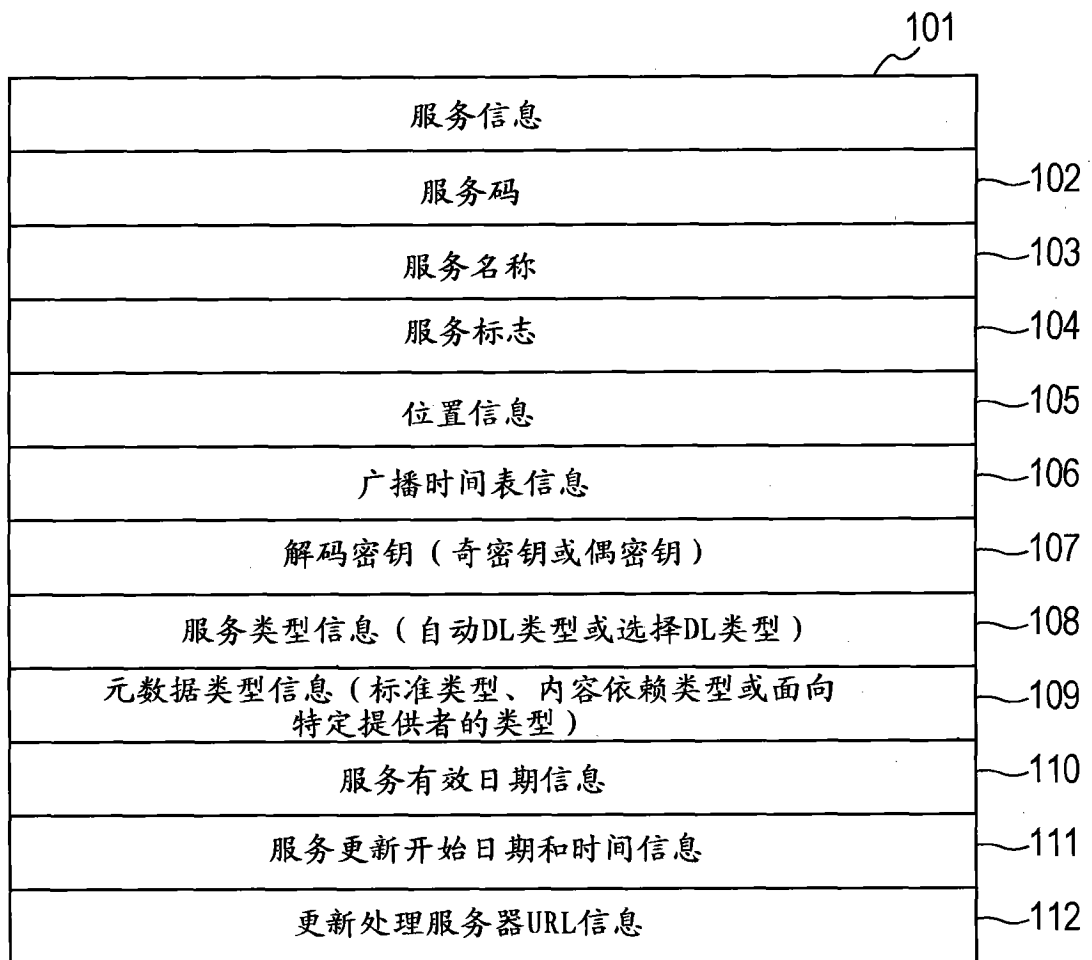 101
服务信息
服务码 102
服务名称 103
服务标志 104
位置信息 105
广播时间表信息 106
解码密钥（奇密钥或偶密钥） 107
服务类型信息（自动DL类型或选择DL类型） 108
元数据类型信息（标准类型、内容依赖类型或面向 109
特定提供者的类型）
服务有效日期信息 110
服务更新开始日期和时间信息 111
更新处理服务器URL信息 112